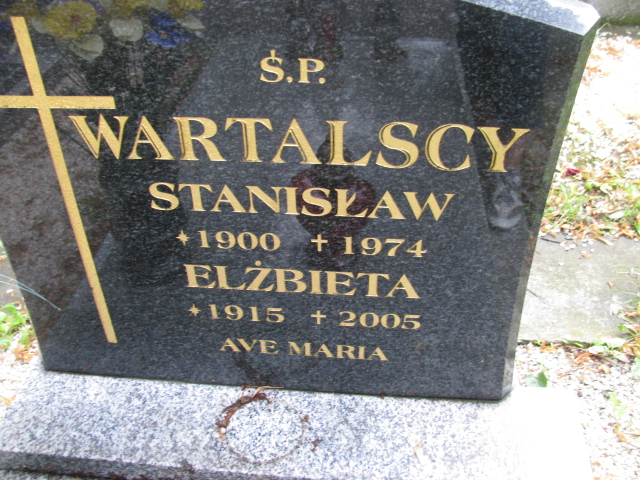 Ś.P.
WARTALSCY
STANISŁAW
* 1900 + 1974
ELŻBIETA
* 1915 + 2005
AVE MARIA